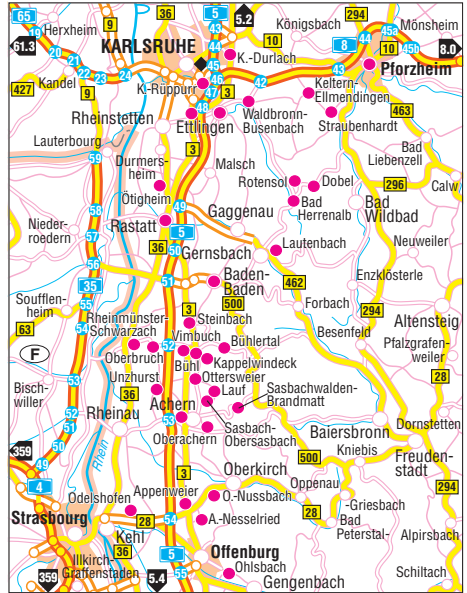 65
36
5
5.2
294
Königsbach
Mönsheim
Herxheim
9
43
44
10
45a
61.3
19
20
21
22
23
24
KARLSRUHE
K.-Durlach
44
8
10
45b
8.0
427
Kandel
9
K.-Rüppurr
45
46
47
48
3
42
43
Pforzheim
Keltern-
Ellmendingen
Rheinstetten
Ettlingen
Waldbronn-
Busenbach
Straubenhardt
463
Lauterbourg
59
3
Bad
Liebenzell
Durmers-
heim
Malsch
Rotensol
Dobel
296
Calw
Ötigheim
58
49
Gaggenau
Bad
Herrenalb
Bad
Wildbad
Nieder-
roedern
57
Rastatt
5
36
50
Gernsbach
Lautenbach
Neuweiler
56
35
51
Baden-
Baden
462
Enzklösterle
Soufflen-
heim
55
54
63
Rheinmünster-
Schwarzach
3
500
Steinbach
Forbach
294
Altensteig
Besenfeld
Pfalzgrafen-
weiler
F
52
Vimbuch
Bühlertal
Oberbruch
Bühl
Kappelwindeck
28
Bisch-
willer
53
Unzhurst
Ottersweier
Lauf
Sasbachwalden-
Brandmatt
36
52
51
Achern
Rheinau
53
Sasbach-
Obersasbach
Dornstetten
Baiersbronn
359
50
49
Oberachern
Kniebis
Freuden-
stadt
4
Rhein
3
Oberkirch
500
Oppenau
294
Odelshofen
Appenweier
O.-Nussbach
28
-Griesbach
Bad
Peterstal-
10
Strasbourg
28
54
A.-Nesselried
Alpirsbach
Kehl
36
5
Offenburg
Illkirch-
Graffenstaden
359
5.4
55
Ohlsbach
Gengenbach
Schiltach